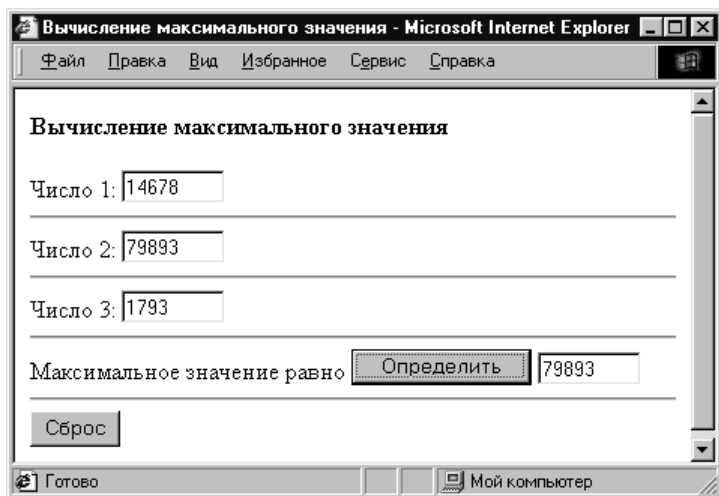 Вычисление максимального значения - Microsoft Internet Explorer
Файл Правка Вид Избранное Сервис Справка
Вычисление максимального значения
Число 1: 14678
Число 2: 79893
Число 3: 1793
Максимальное значение равно Определить 79893
Сброс
Готово Мой компьютер